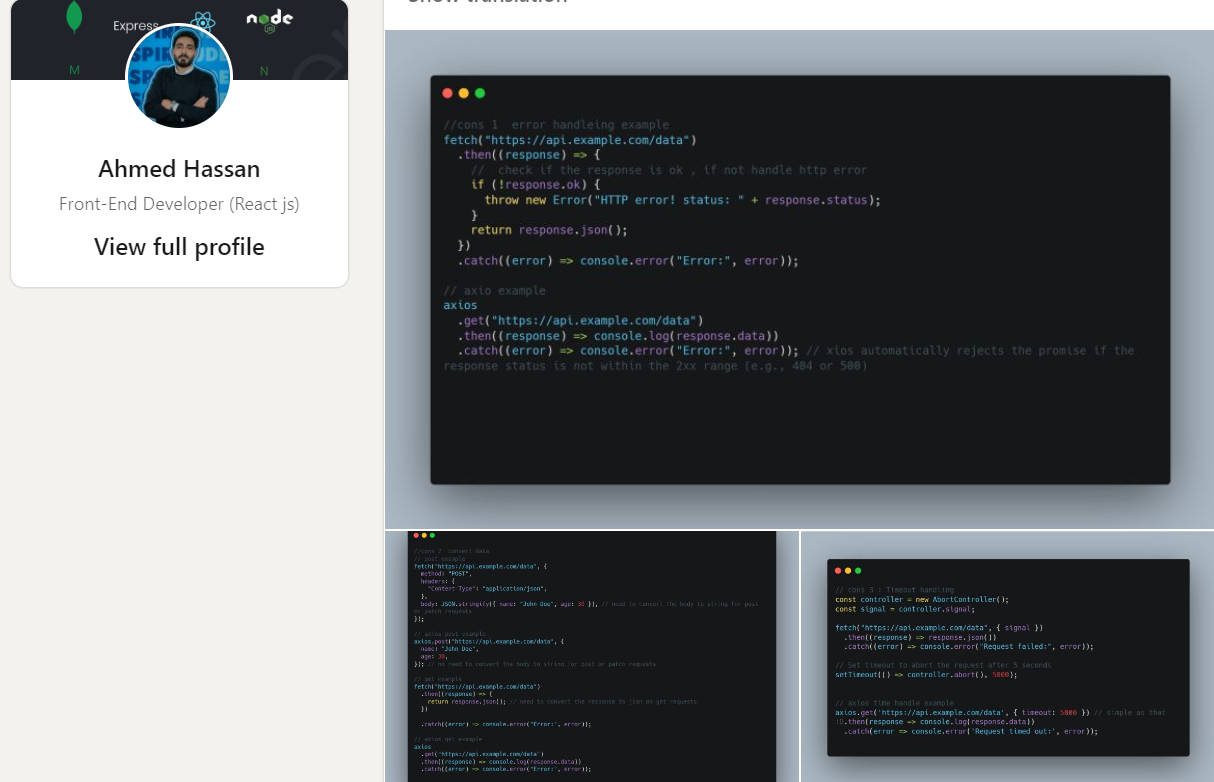 Show translation
Express
node
JS
M
N
Ahmed Hassan
Front-End Developer (React js)
View full profile
//cons 1  error handleing example
fetch("https://api.example.com/data")
  .then((response) => {
    //  check if the response is ok , if not handle http error
    if (!response.ok) {
      throw new Error("HTTP error! status: " + response.status);
    }
    return response.json();
  })
  .catch((error) => console.error("Error:", error));
// axio example
axios
  .get("https://api.example.com/data")
  .then((response) => console.log(response.data))
  .catch((error) => console.error("Error:", error)); // xios automatically rejects the promise if the
response status is not within the 2xx range (e.g., 404 or 500)
//cons 2  convert data
// post example
fetch("https://api.example.com/data", {
  method: "POST",
  headers: {
    "Content Type": "application/json",
  },
  body: JSON.stringify({ name: "John Doe", age: 30 }), // need to convert the body to string for post
or patch requests
});
// axios post example
axios.post("https://api.example.com/data", {
  name: "John Doe",
  age: 30,
}); // no need to convert the body to string for post or patch requests
// get example
fetch("https://api.example.com/data")
  .then((response) => {
    return response.json(); // need to convert the response to json on get requests
  })
  .catch((error) => console.error("Error:", error));
// axios get example
axios
  .get("https://api.example.com/data")
  .then((response) => console.log(response.data))
  .catch((error) => console.error("Error:", error));
// cons 3 : Timeout handling
const controller = new AbortController();
const signal = controller.signal;
fetch("https://api.example.com/data", { signal })
  .then((response) => response.json())
  .catch((error) => console.error("Request failed:", error));
// Set timeout to abort the request after 5 seconds
setTimeout(() => controller.abort(), 5000);
// axios time handle example
axios.get('https://api.example.com/data', { timeout: 5000 }) // simple as that
:D.then(response => console.log(response.data))
  .catch(error => console.error('Request timed out:', error));